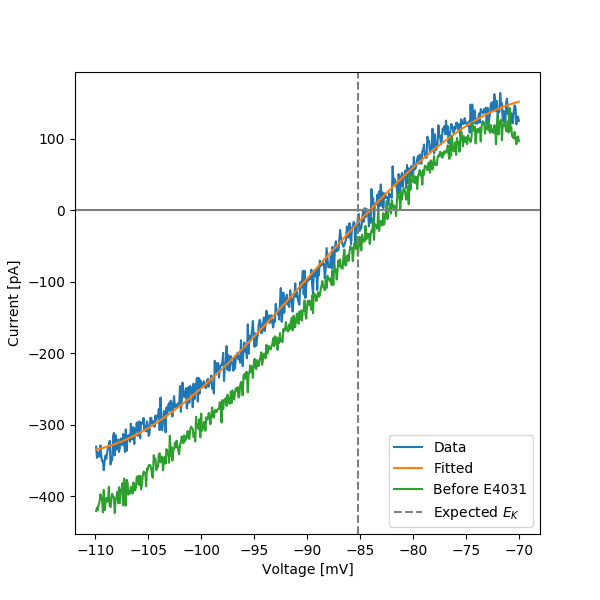 100
0
−100
−200
−300
−400
Current [pA]
−110
−105
−100
−95
−90
−85
−80
−75
−70
Voltage [mV]
Data
Fitted
Before E4031
Expected E_K